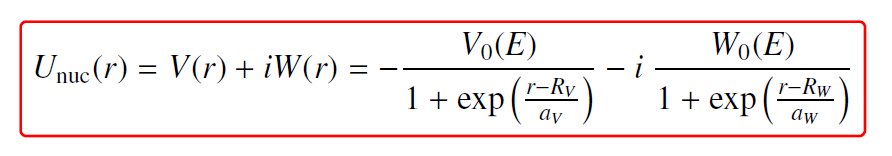 U_nuc(r) = V(r) + iW(r) = − V_0(E) / (1 + exp((r−R_V)/a_V)) − i W_0(E) / (1 + exp((r−R_W)/a_W))